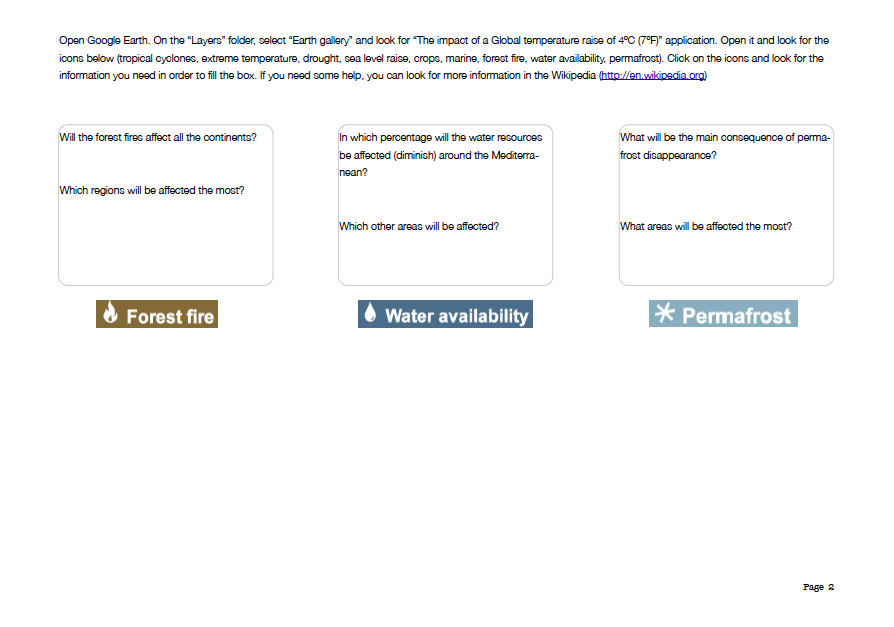 Open Google Earth. On the “Layers” folder, select “Earth gallery” and look for “The impact of a Global temperature raise of 4ºC (7ºF)” application. Open it and look for the
icons below (tropical cyclones, extreme temperature, drought, sea level raise, crops, marine, forest fire, water availability, permafrost). Click on the icons and look for the
information you need in order to fill the box. If you need some help, you can look for more information in the Wikipedia (http://en.wikipedia.org)
Will the forest fires affect all the continents?
Which regions will be affected the most?
Forest fire
In which percentage will the water resources
be affected (diminish) around the Mediterra-
nean?
Which other areas will be affected?
Water availability
What will be the main consequence of perma-
frost disappearance?
What areas will be affected the most?
Permafrost
Page 2